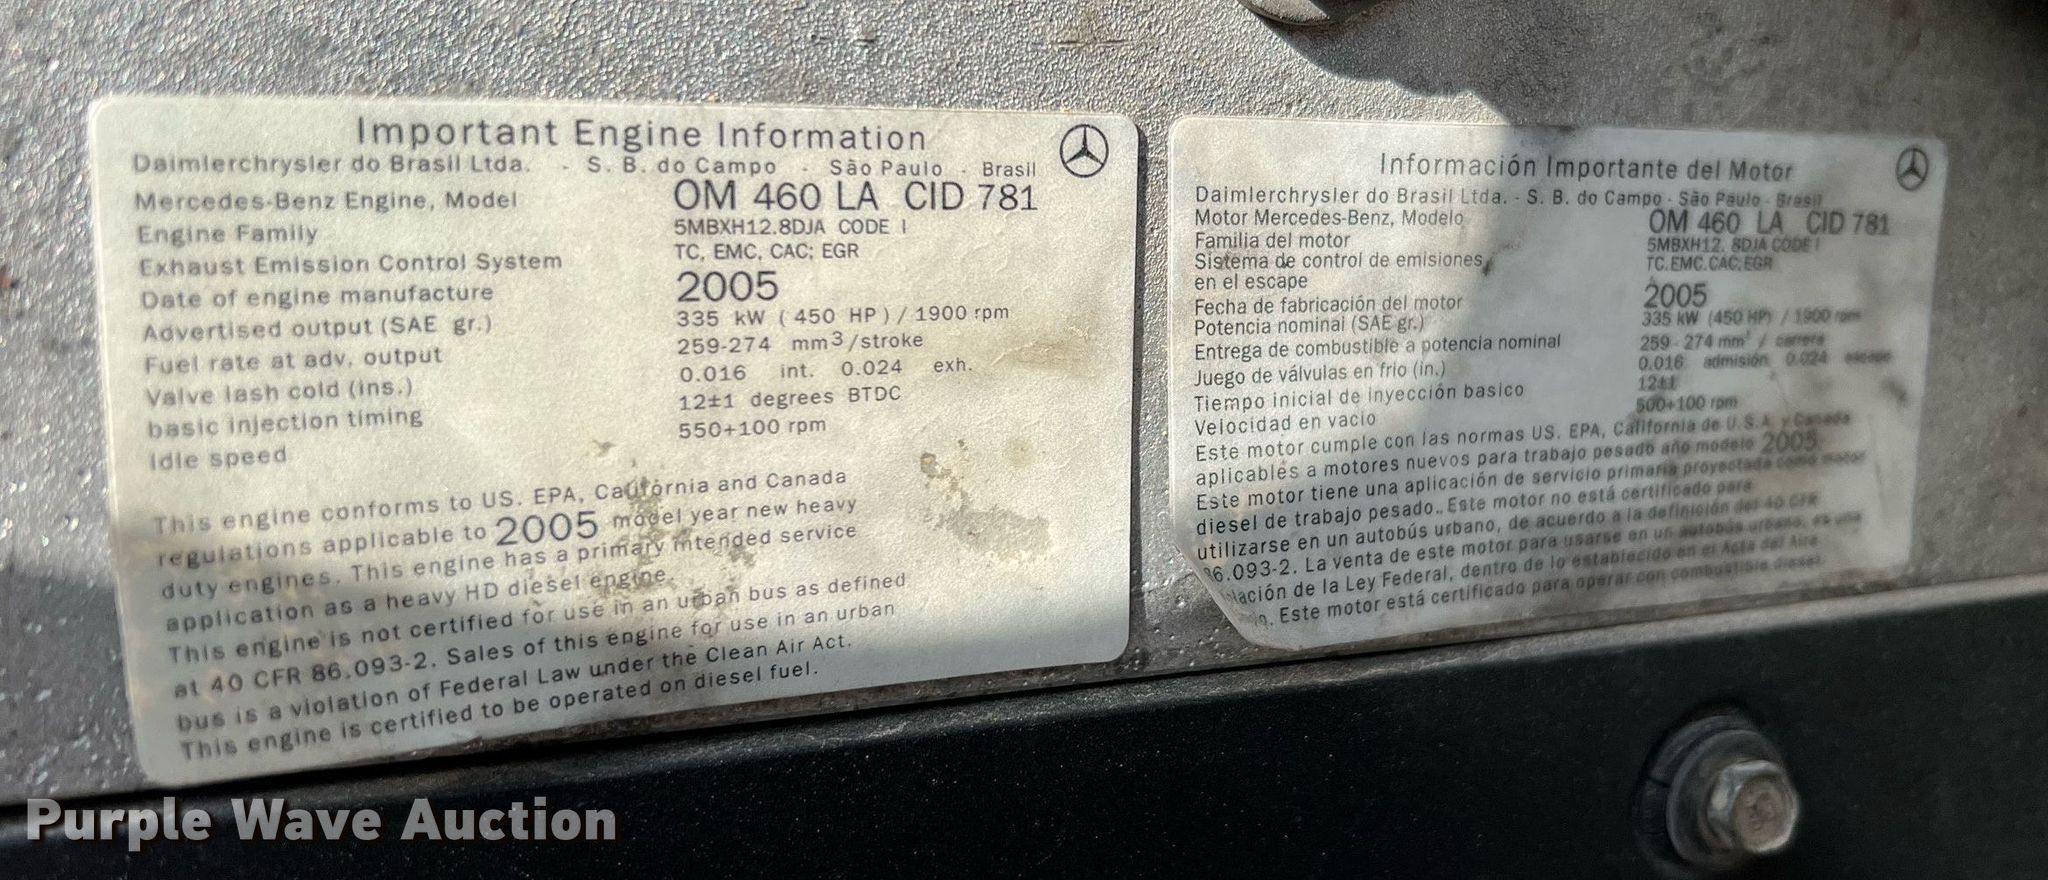 Important Engine Information
Daimlerchrysler do Brasil Ltda. - S. B. do Campo - São Paulo - Brasil
Mercedes-Benz Engine, Model OM 460 LA CID 781
Engine Family 5MBXH12.8DJA CODE I
Exhaust Emission Control System TC, EMC, CAC; EGR
Date of engine manufacture 2005
Advertised output (SAE gr.) 335 kW ( 450 HP ) / 1900 rpm
Fuel rate at adv. output 259-274 mm3/stroke
Valve lash cold (ins.) 0.016 int. 0.024 exh.
basic injection timing 12±1 degrees BTDC
Idle speed 550+100 rpm
This engine conforms to US. EPA, California and Canada
regulations applicable to 2005 model year new heavy
duty engines. This engine has a primary intended service
application as a heavy HD diesel engine.
This engine is not certified for use in an urban bus as defined
at 40 CFR 86.093-2. Sales of this engine for use in an urban
bus is a violation of Federal Law under the Clean Air Act.
This engine is certified to be operated on diesel fuel.
Información Importante del Motor
Daimlerchrysler do Brasil Ltda. - S. B. do Campo - São Paulo - Brasil
Motor Mercedes-Benz, Modelo OM 460 LA CID 781
Familia del motor 5MBXH12. 8DJA CODE I
Sistema de control de emisiones TC.EMC.CAC;EGR
en el escape
Fecha de fabricación del motor 2005
Potencia nominal (SAE gr.) 335 kW (450 HP) / 1900 rpm
Entrega de combustible a potencia nominal 259 - 274 mm3 / carrera
Juego de válvulas en frio (in.) 0.016 admisión 0.024 escape
Tiempo inicial de inyección basico 12±1
Velocidad en vacio 500+100 rpm
Este motor cumple con las normas US. EPA, California de U.S.A. y Canada
aplicables a motores nuevos para trabajo pesado año modelo 2005
Este motor tiene una aplicación de servicio primaria proyectada como motor
diesel de trabajo pesado. Este motor no está certificado para
utilizarse en un autobús urbano, de acuerdo a la definición del 40 CFR
86.093-2. La venta de este motor para usarse en un autobús urbano, es una
lación de la Ley Federal, dentro de lo establecido en el Acta del Aire
Este motor está certificado para operar con combustible diesel.
Purple Wave Auction